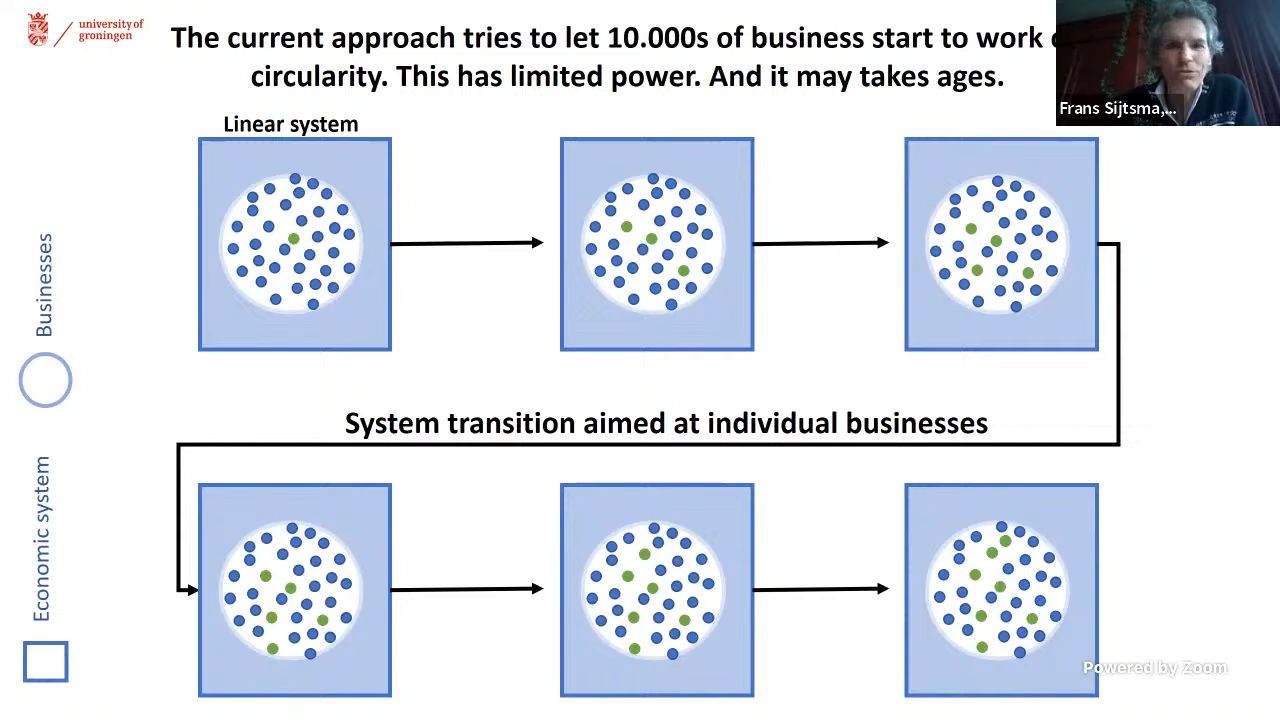 university of
groningen
The current approach tries to let 10.000s of business start to work
circularity. This has limited power. And it may takes ages.
Frans Sijtsma,...
Linear system
Businesses
System transition aimed at individual businesses
Economic system
Powered by Zoom